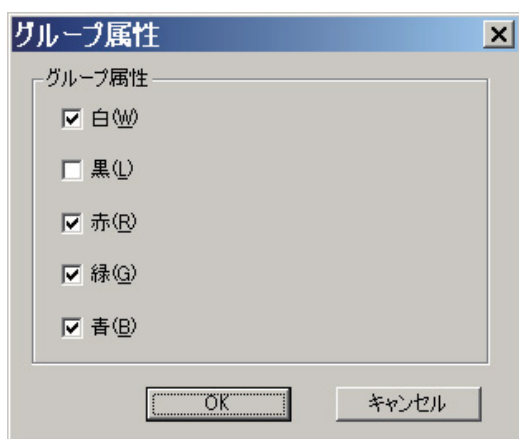 グループ属性
グループ属性
白(W)
黒(L)
赤(R)
緑(G)
青(B)
OK
キャンセル